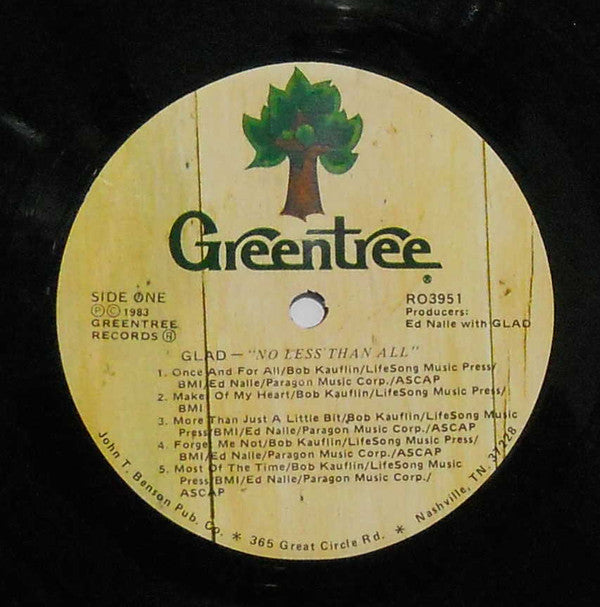 Greentree®
SIDE ONE
Ⓟ © 1983
GREENTREE
RECORDS Ⓗ
RO3951
Producers:
Ed Nalle with GLAD
GLAD — "NO LESS THAN ALL"
1. Once And For All/Bob Kauflin/LifeSong Music Press/
BMI/Ed Nalle/Paragon Music Corp./ASCAP
2. Maker Of My Heart/Bob Kauflin/LifeSong Music Press/
BMI
3. More Than Just A Little Bit/Bob Kauflin/LifeSong Music
Press/BMI/Ed Nalle/Paragon Music Corp./ASCAP
4. Forget Me Not/Bob Kauflin/LifeSong Music Press/
BMI/Ed Nalle/Paragon Music Corp./ASCAP
5. Most Of The Time/Bob Kauflin/LifeSong Music
Press/BMI/Ed Nalle/Paragon Music Corp./
ASCAP
John T. Benson Pub. Co. * 365 Great Circle Rd. * Nashville, TN. 37228